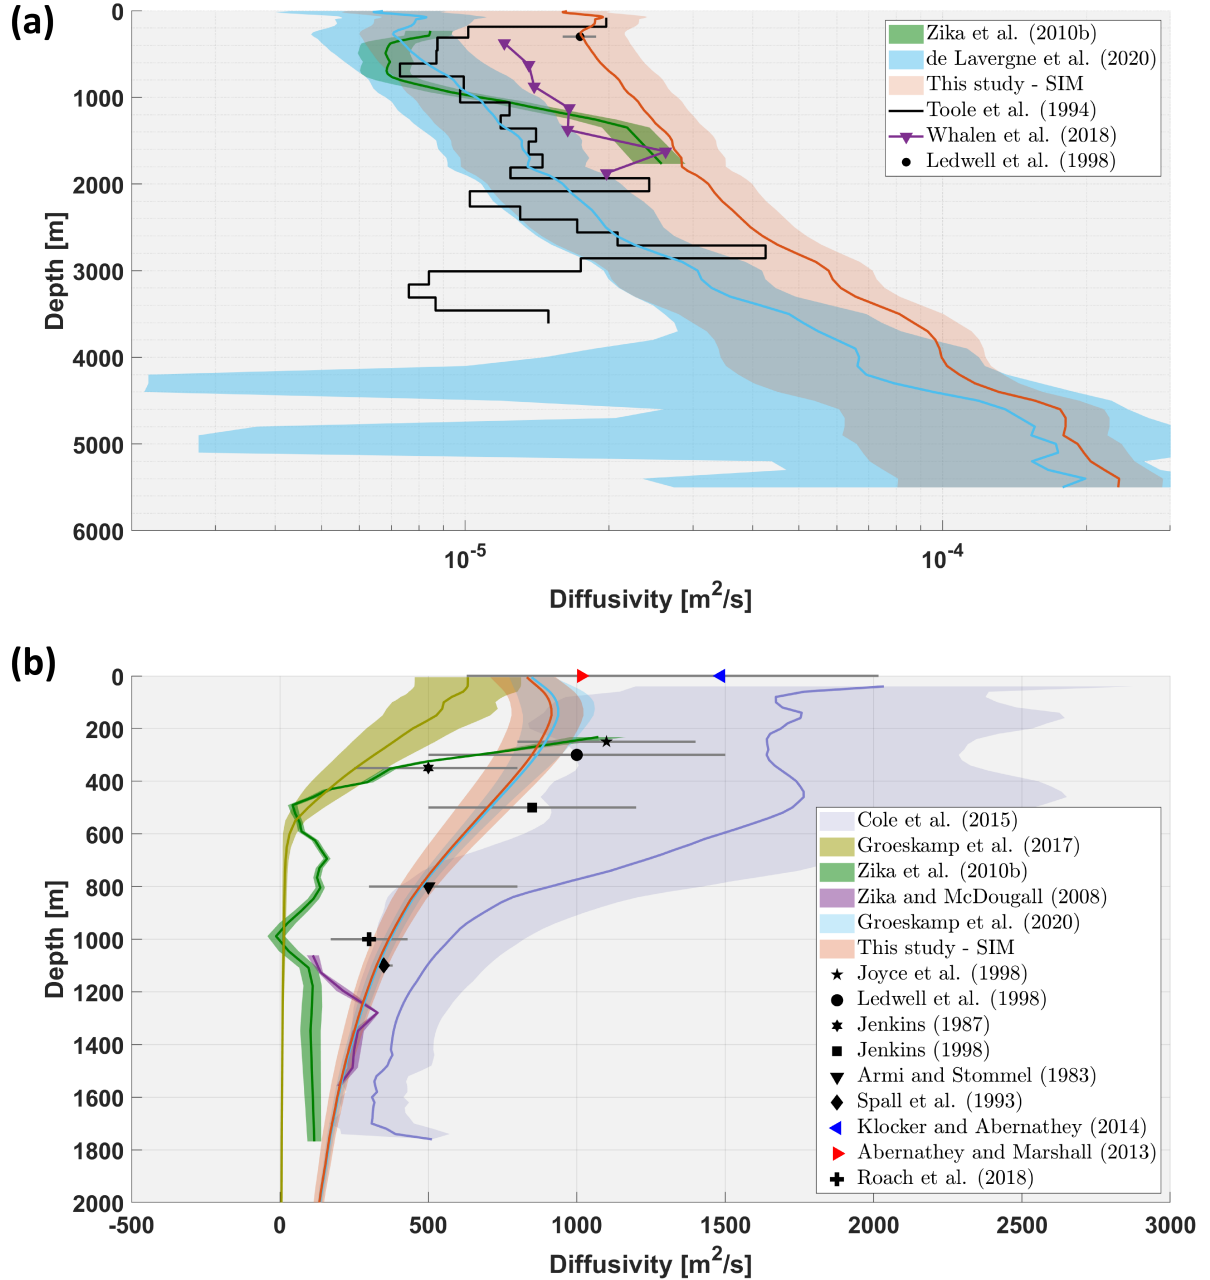 (a)
0
1000
2000
3000
4000
5000
6000
Depth [m]
10-5
10-4
Diffusivity [m2/s]
Zika et al. (2010b)
de Lavergne et al. (2020)
This study - SIM
Toole et al. (1994)
Whalen et al. (2018)
Ledwell et al. (1998)
(b)
0
200
400
600
800
1000
1200
1400
1600
1800
2000
Depth [m]
-500
0
500
1000
1500
2000
2500
3000
Diffusivity [m2/s]
Cole et al. (2015)
Groeskamp et al. (2017)
Zika et al. (2010b)
Zika and McDougall (2008)
Groeskamp et al. (2020)
This study - SIM
Joyce et al. (1998)
Ledwell et al. (1998)
Jenkins (1987)
Jenkins (1998)
Armi and Stommel (1983)
Spall et al. (1993)
Klocker and Abernathey (2014)
Abernathey and Marshall (2013)
Roach et al. (2018)